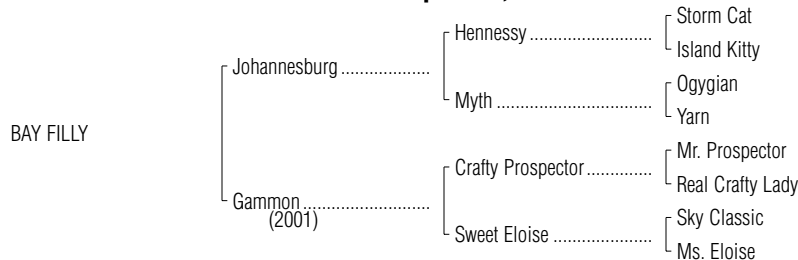 Storm Cat
Hennessy ............................
Island Kitty
Johannesburg ....................
Ogygian
Myth ....................................
Yarn
BAY FILLY
Mr. Prospector
Crafty Prospector ...............
Real Crafty Lady
Gammon .............................
(2001)
Sky Classic
Sweet Eloise .......................
Ms. Eloise